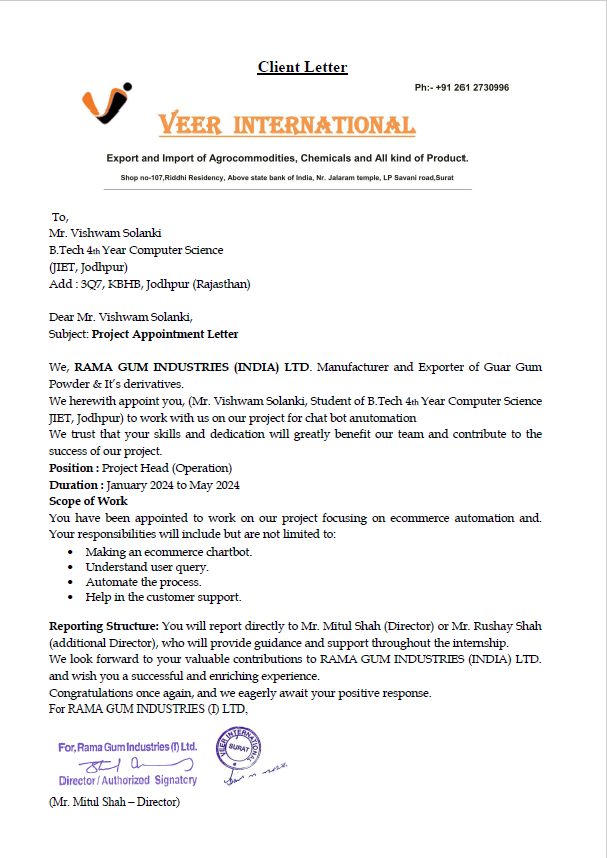 Client Letter
Ph:- +91 261 2730996
VEER INTERNATIONAL
Export and Import of Agrocommodities, Chemicals and All kind of Product.
Shop no-107,Riddhi Residency, Above state bank of India, Nr. Jalaram temple, LP Savani road,Surat
To,
Mr. Vishwam Solanki
B.Tech 4th Year Computer Science
(JIET, Jodhpur)
Add : 3Q7, KBHB, Jodhpur (Rajasthan)
Dear Mr. Vishwam Solanki,
Subject: Project Appointment Letter
We, RAMA GUM INDUSTRIES (INDIA) LTD. Manufacturer and Exporter of Guar Gum
Powder & It's derivatives.
We herewith appoint you, (Mr. Vishwam Solanki, Student of B.Tech 4th Year Computer Science
JIET, Jodhpur) to work with us on our project for chat bot anutomation
We trust that your skills and dedication will greatly benefit our team and contribute to the
success of our project.
Position : Project Head (Operation)
Duration : January 2024 to May 2024
Scope of Work
You have been appointed to work on our project focusing on ecommerce automation and.
Your responsibilities will include but are not limited to:
• Making an ecommerce chartbot.
• Understand user query.
• Automate the process.
• Help in the customer support.
Reporting Structure: You will report directly to Mr. Mitul Shah (Director) or Mr. Rushay Shah
(additional Director), who will provide guidance and support throughout the internship.
We look forward to your valuable contributions to RAMA GUM INDUSTRIES (INDIA) LTD.
and wish you a successful and enriching experience.
Congratulations once again, and we eagerly await your positive response.
For RAMA GUM INDUSTRIES (I) LTD,
For, Rama Gum Industries (I) Ltd.
Director / Authorized Signatory
VEER INTERNATIONAL
SURAT
(Mr. Mitul Shah – Director)